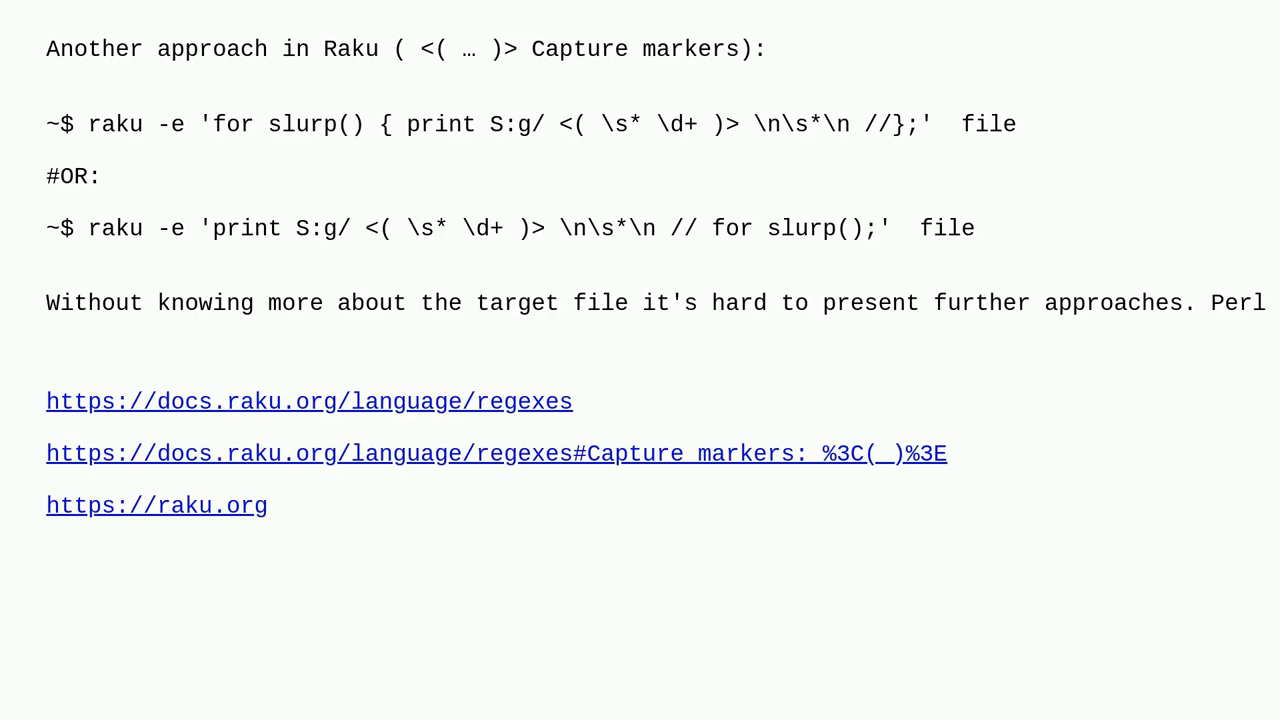 Another approach in Raku ( <( … )> Capture markers):
~$ raku -e 'for slurp() { print S:g/ <( \s* \d+ )> \n\s*\n //};'  file
#OR:
~$ raku -e 'print S:g/ <( \s* \d+ )> \n\s*\n // for slurp();'  file
Without knowing more about the target file it's hard to present further approaches. Perl
https://docs.raku.org/language/regexes
https://docs.raku.org/language/regexes#Capture_markers:_%3C(_)%3E
https://raku.org